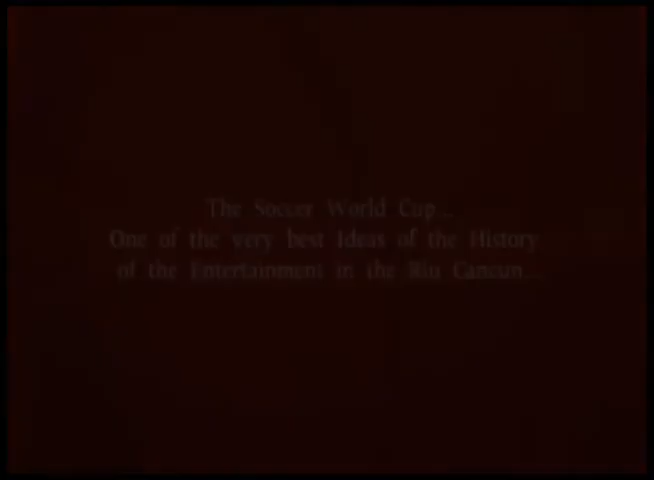 The Soccer World Cup...
One of the very best Ideas of the History
of the Entertainment in the Riu Cancun...